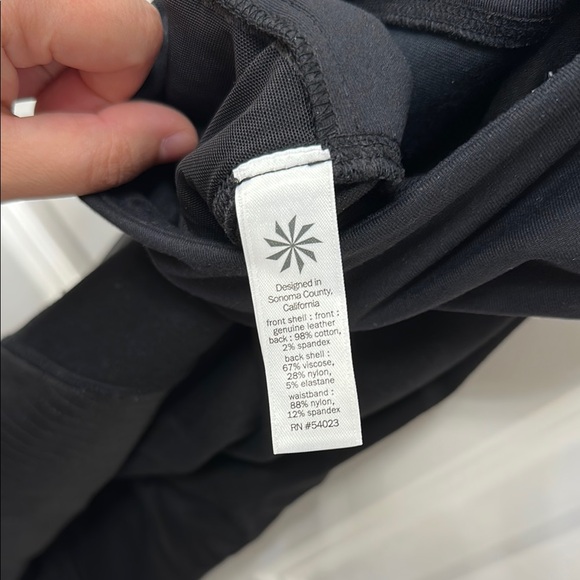 Designed in
Sonoma County,
California
front shell : front :
genuine leather
back : 98% cotton,
2% spandex
back shell :
67% viscose,
28% nylon,
5% elastane
waistband :
88% nylon,
12% spandex
RN #54023